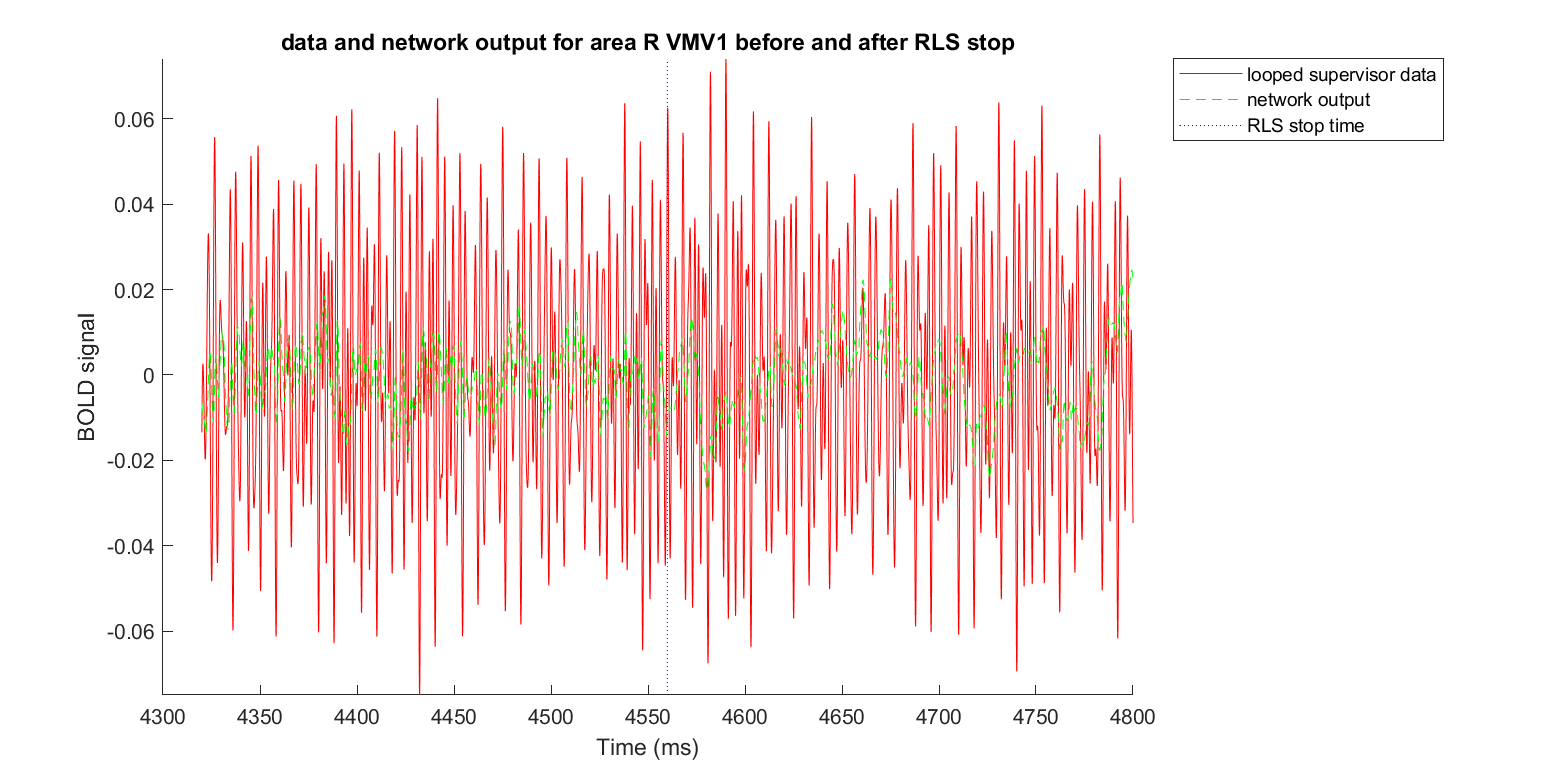 data and network output for area R VMV1 before and after RLS stop
looped supervisor data
network output
RLS stop time
BOLD signal
0.06
0.04
0.02
0
-0.02
-0.04
-0.06
4300 4350 4400 4450 4500 4550 4600 4650 4700 4750 4800
Time (ms)